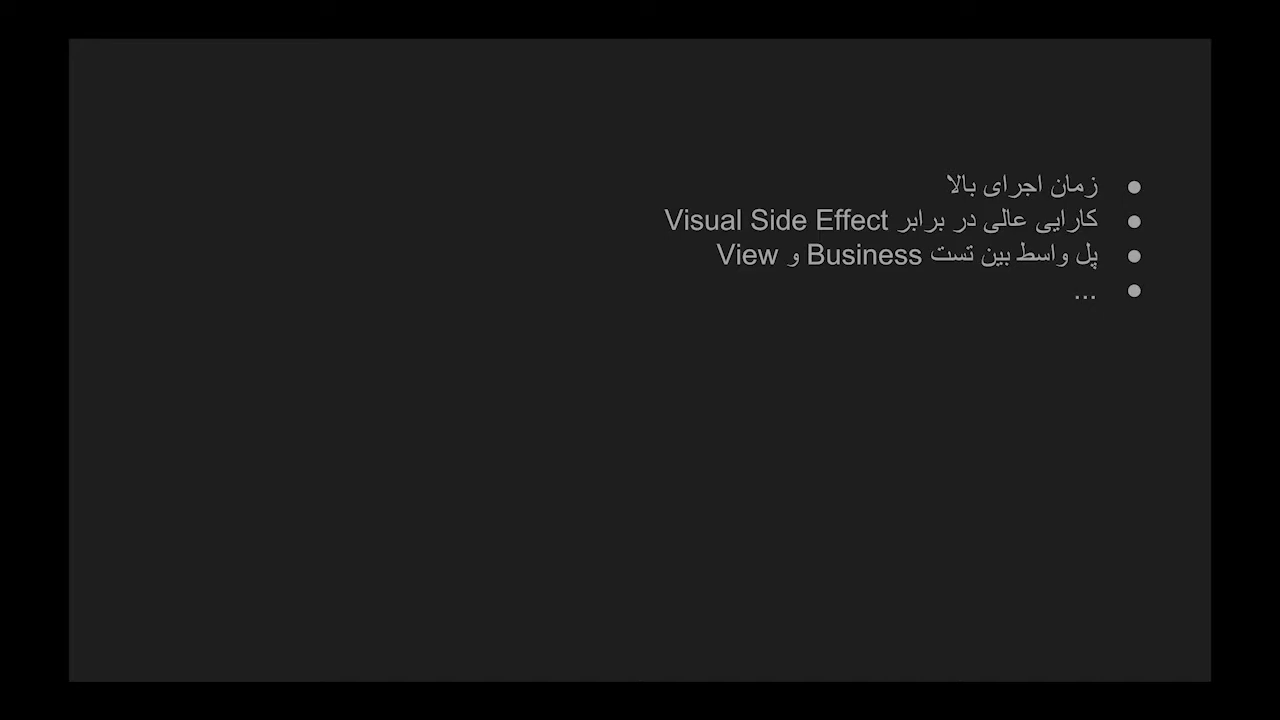 ● زمان اجرای بالا
● کارایی عالی در برابر Visual Side Effect
● پل واسط بین تست Business و View
● ...